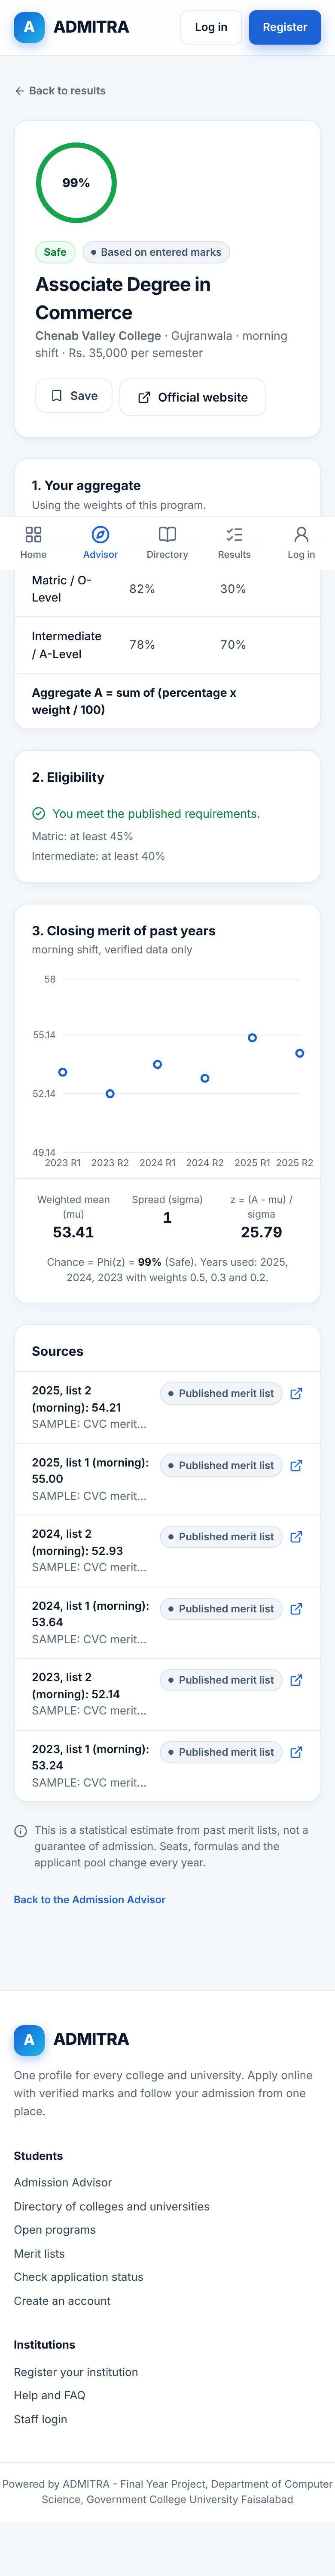 A ADMITRA Log in Register
Back to results
99%
Safe Based on entered marks
Associate Degree in
Commerce
Chenab Valley College · Gujranwala · morning
shift · Rs. 35,000 per semester
Save Official website
1. Your aggregate
Using the weights of this program.
Home Advisor Directory Results Log in
Matric / O-
Level
82% 30%
Intermediate
/ A-Level
78% 70%
Aggregate A = sum of (percentage x
weight / 100)
2. Eligibility
You meet the published requirements.
Matric: at least 45%
Intermediate: at least 40%
3. Closing merit of past years
morning shift, verified data only
58
55.14
52.14
49.14
2023 R1 2023 R2 2024 R1 2024 R2 2025 R1 2025 R2
Weighted mean
(mu)
53.41
Spread (sigma)
1
z = (A - mu) /
sigma
25.79
Chance = Phi(z) = 99% (Safe). Years used: 2025,
2024, 2023 with weights 0.5, 0.3 and 0.2.
Sources
2025, list 2
(morning): 54.21
SAMPLE: CVC merit...
Published merit list
2025, list 1 (morning):
55.00
SAMPLE: CVC merit...
Published merit list
2024, list 2
(morning): 52.93
SAMPLE: CVC merit...
Published merit list
2024, list 1 (morning):
53.64
SAMPLE: CVC merit...
Published merit list
2023, list 2
(morning): 52.14
SAMPLE: CVC merit...
Published merit list
2023, list 1 (morning):
53.24
SAMPLE: CVC merit...
Published merit list
This is a statistical estimate from past merit lists, not a
guarantee of admission. Seats, formulas and the
applicant pool change every year.
Back to the Admission Advisor
A ADMITRA
One profile for every college and university. Apply online
with verified marks and follow your admission from one
place.
Students
Admission Advisor
Directory of colleges and universities
Open programs
Merit lists
Check application status
Create an account
Institutions
Register your institution
Help and FAQ
Staff login
Powered by ADMITRA - Final Year Project, Department of Computer
Science, Government College University Faisalabad